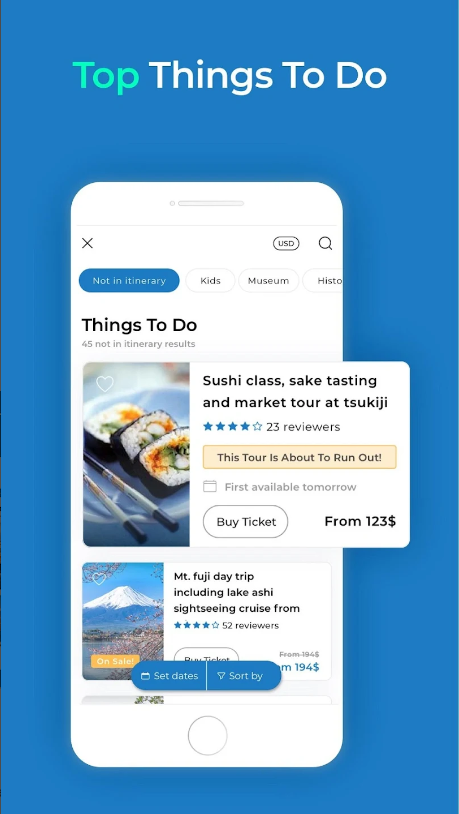 Top Things To Do
USD
Not in itinerary
Kids
Museum
Histo
Things To Do
45 not in itinerary results
Sushi class, sake tasting
and market tour at tsukiji
23 reviewers
This Tour Is About To Run Out!
First available tomorrow
Buy Ticket
From 123$
Mt. fuji day trip
including lake ashi
sightseeing cruise from
52 reviewers
On Sale!
Buy Ticket
From 194$
om 194$
Set dates
Sort by